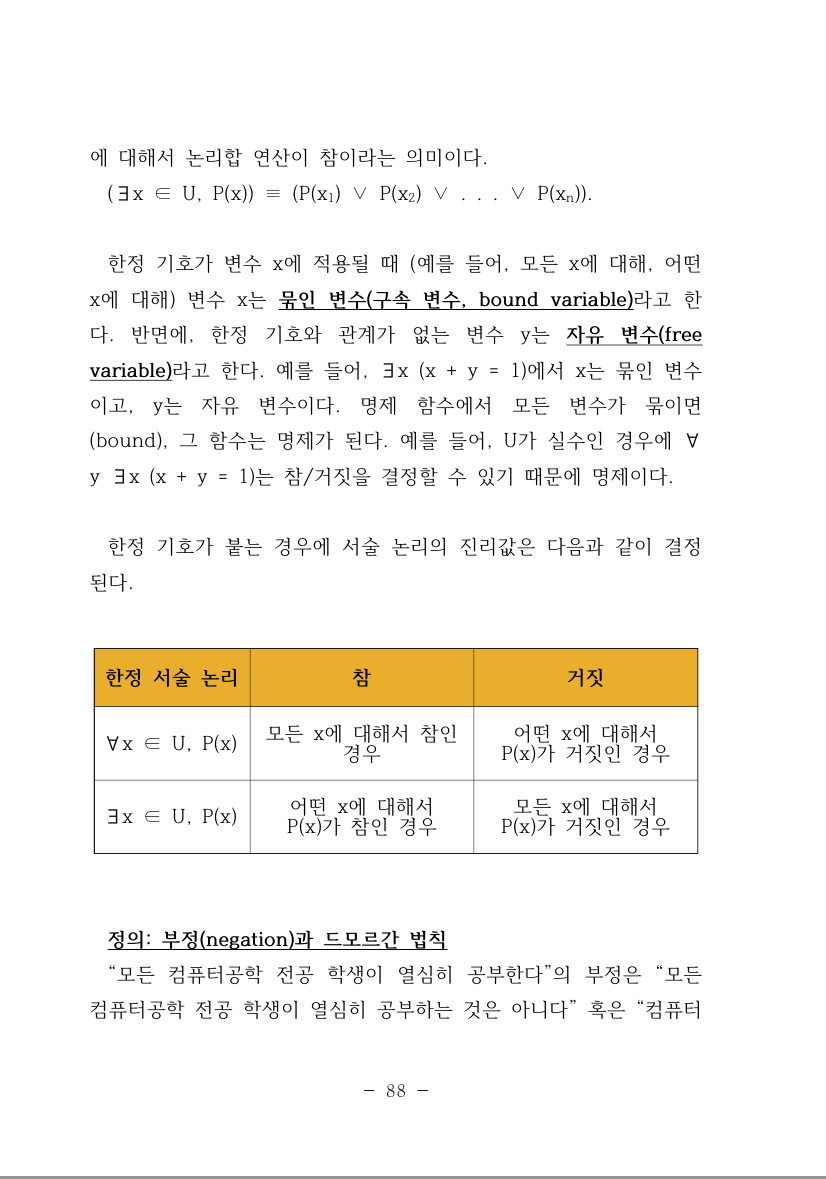 에 대해서 논리합 연산이 참이라는 의미이다.
(∃x ∈ U, P(x)) ≡ (P(x₁) ∨ P(x₂) ∨ . . . ∨ P(xₙ)).
한정 기호가 변수 x에 적용될 때 (예를 들어, 모든 x에 대해, 어떤
x에 대해) 변수 x는 묶인 변수(구속 변수, bound variable)라고 한
다. 반면에, 한정 기호와 관계가 없는 변수 y는 자유 변수(free
variable)라고 한다. 예를 들어, ∃x (x + y = 1)에서 x는 묶인 변수
이고, y는 자유 변수이다. 명제 함수에서 모든 변수가 묶이면
(bound), 그 함수는 명제가 된다. 예를 들어, U가 실수인 경우에 ∀
y ∃x (x + y = 1)는 참/거짓을 결정할 수 있기 때문에 명제이다.
한정 기호가 붙는 경우에 서술 논리의 진리값은 다음과 같이 결정
된다.
한정 서술 논리 참 거짓
∀x ∈ U, P(x)
모든 x에 대해서 참인
경우
어떤 x에 대해서
P(x)가 거짓인 경우
∃x ∈ U, P(x)
어떤 x에 대해서
P(x)가 참인 경우
모든 x에 대해서
P(x)가 거짓인 경우
정의: 부정(negation)과 드모르간 법칙
“모든 컴퓨터공학 전공 학생이 열심히 공부한다”의 부정은 “모든
컴퓨터공학 전공 학생이 열심히 공부하는 것은 아니다” 혹은 “컴퓨터
- 88 -